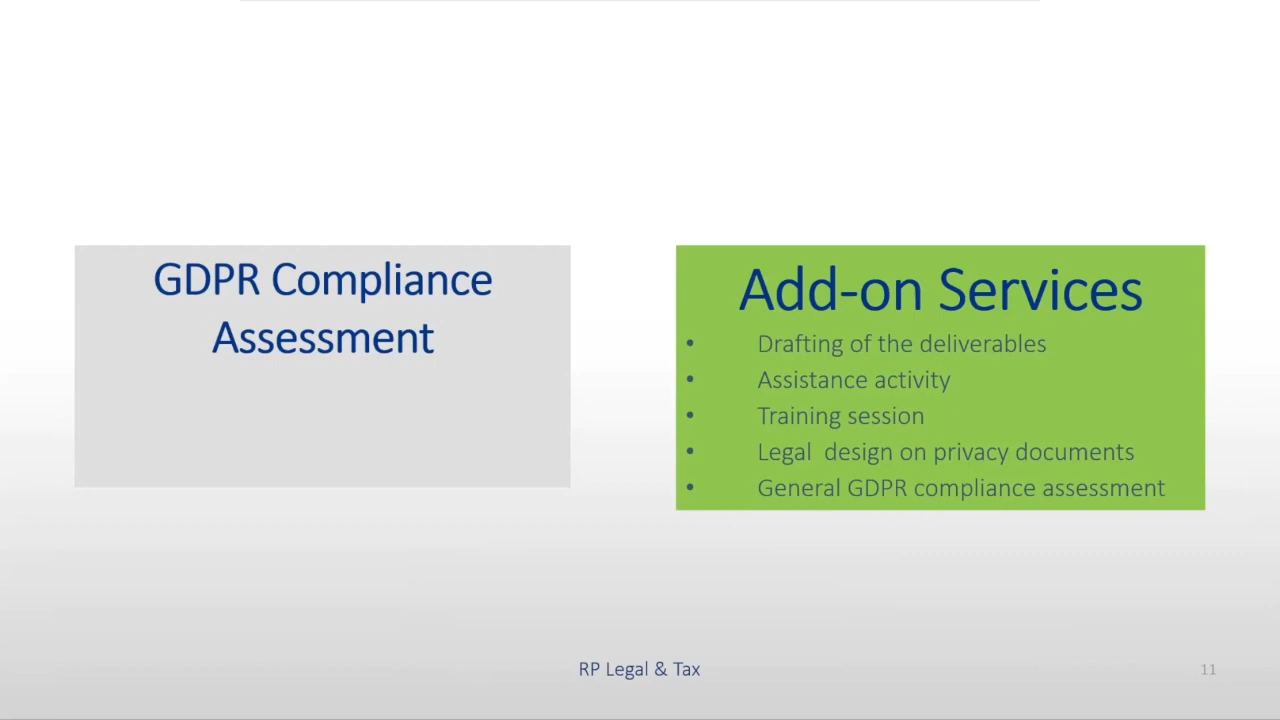 GDPR Compliance
Assessment
Add-on Services
• Drafting of the deliverables
• Assistance activity
• Training session
• Legal  design on privacy documents
• General GDPR compliance assessment
RP Legal & Tax
11